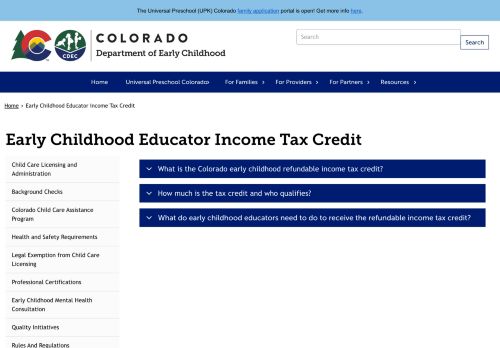 The Universal Preschool (UPK) Colorado family application portal is open! Get more info here.
COLORADO
Department of Early Childhood
CDEC
Search
Search
Home
Universal Preschool Colorado
For Families
For Providers
For Partners
Resources
Home › Early Childhood Educator Income Tax Credit
Early Childhood Educator Income Tax Credit
Child Care Licensing and
Administration
Background Checks
Colorado Child Care Assistance
Program
Health and Safety Requirements
Legal Exemption from Child Care
Licensing
Professional Certifications
Early Childhood Mental Health
Consultation
Quality Initiatives
Rules And Regulations
What is the Colorado early childhood refundable income tax credit?
How much is the tax credit and who qualifies?
What do early childhood educators need to do to receive the refundable income tax credit?